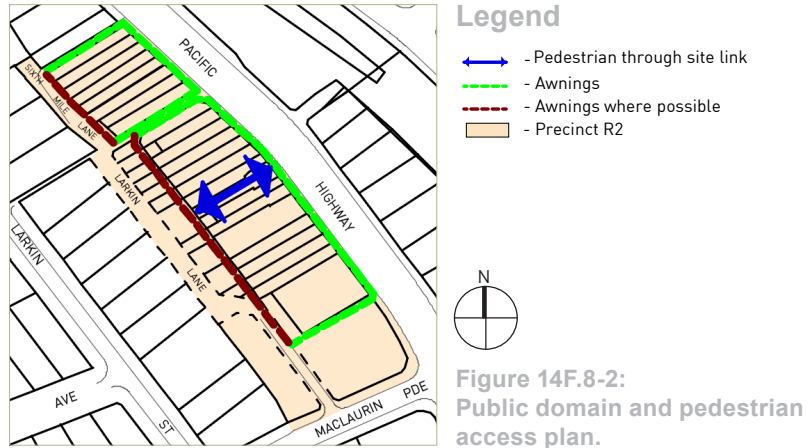 PACIFIC
HIGHWAY
SIXTH
MILE
LANE
LARKIN
LANE
LARKIN
ST
AVE
MACLAURIN PDE
Legend
- Pedestrian through site link
- Awnings
- Awnings where possible
- Precinct R2
N
Figure 14F.8-2:
Public domain and pedestrian
access plan.